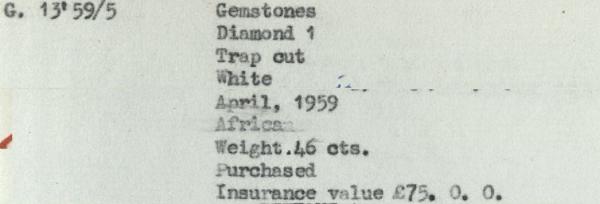 G. 13'59/5 Gemstones
Diamond 1
Trap cut
White
April, 1959
African
Weight.46 cts.
Purchased
Insurance value £75. 0. 0.